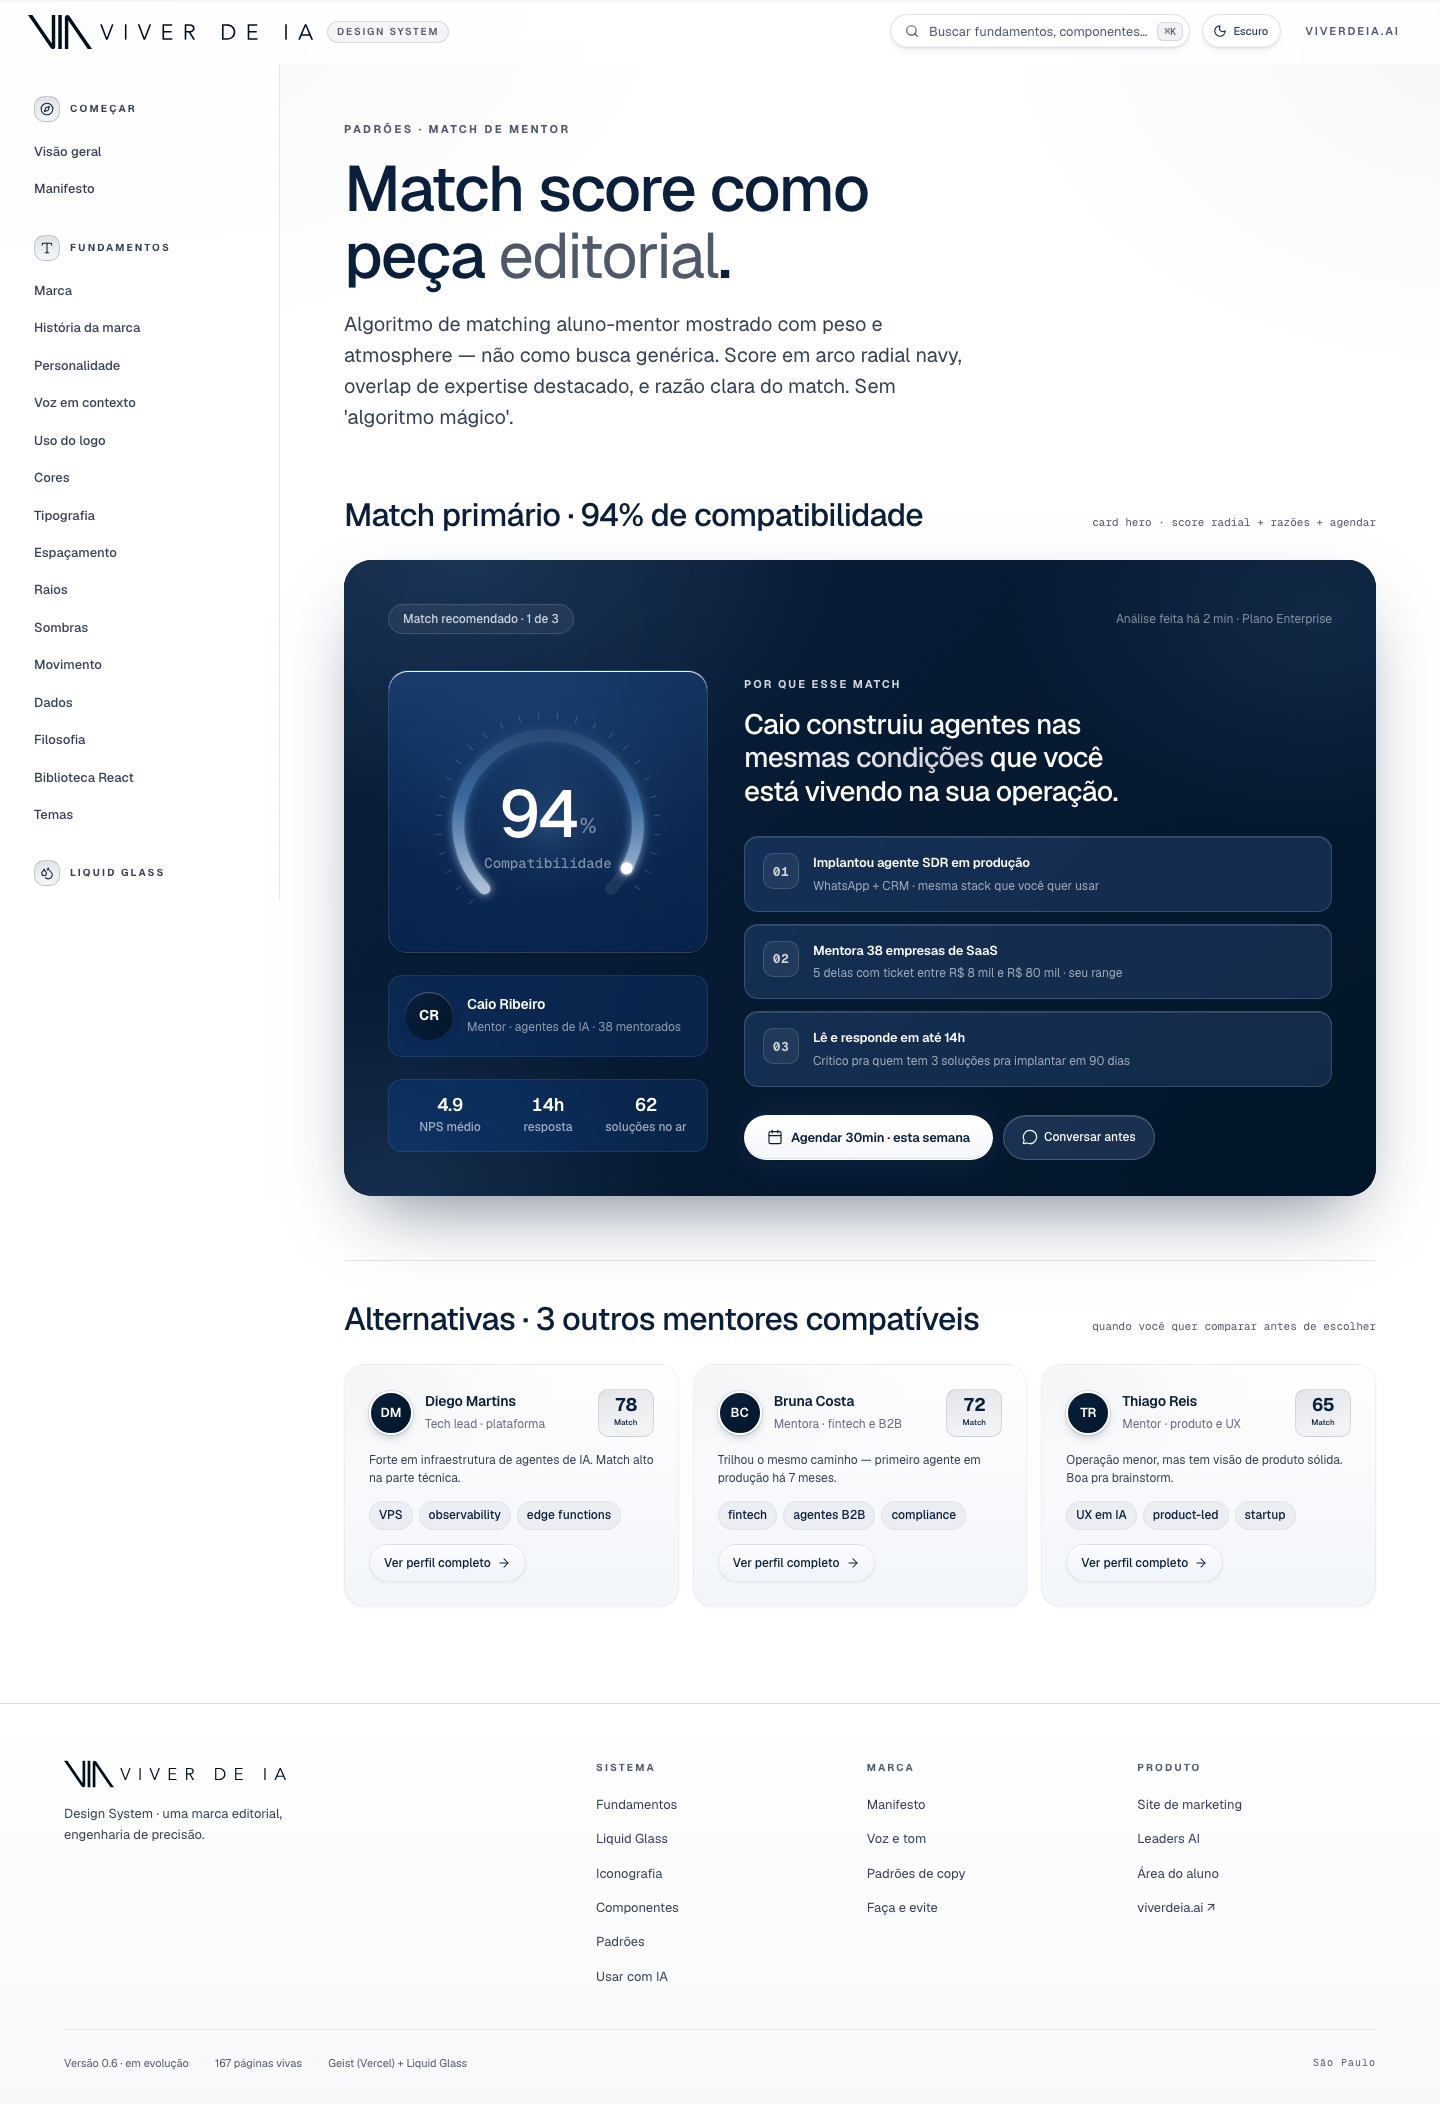 VIVER DE IA
DESIGN SYSTEM
Buscar fundamentos, componentes...
⌘K
Escuro
VIVERDEIA.AI
COMEÇAR
Visão geral
Manifesto
FUNDAMENTOS
Marca
História da marca
Personalidade
Voz em contexto
Uso do logo
Cores
Tipografia
Espaçamento
Raios
Sombras
Movimento
Dados
Filosofia
Biblioteca React
Temas
LIQUID GLASS
PADRÕES · MATCH DE MENTOR
Match score como
peça editorial.
Algoritmo de matching aluno-mentor mostrado com peso e
atmosphere — não como busca genérica. Score em arco radial navy,
overlap de expertise destacado, e razão clara do match. Sem
'algoritmo mágico'.
Match primário · 94% de compatibilidade
card hero · score radial + razões + agendar
Match recomendado · 1 de 3
Análise feita há 2 min · Plano Enterprise
94%
Compatibilidade
Caio Ribeiro
CR
Mentor · agentes de IA · 38 mentorados
4.9
NPS médio
14h
resposta
62
soluções no ar
POR QUE ESSE MATCH
Caio construiu agentes nas
mesmas condições que você
está vivendo na sua operação.
01
Implantou agente SDR em produção
WhatsApp + CRM · mesma stack que você quer usar
02
Mentora 38 empresas de SaaS
5 delas com ticket entre R$ 8 mil e R$ 80 mil · seu range
03
Lê e responde em até 14h
Crítico pra quem tem 3 soluções pra implantar em 90 dias
Agendar 30min · esta semana
Conversar antes
Alternativas · 3 outros mentores compatíveis
quando você quer comparar antes de escolher
DM
Diego Martins
Tech lead · plataforma
78
Match
Forte em infraestrutura de agentes de IA. Match alto
na parte técnica.
VPS
observability
edge functions
Ver perfil completo →
BC
Bruna Costa
Mentora · fintech e B2B
72
Match
Trilhou o mesmo caminho — primeiro agente em
produção há 7 meses.
fintech
agentes B2B
compliance
Ver perfil completo →
TR
Thiago Reis
Mentor · produto e UX
65
Match
Operação menor, mas tem visão de produto sólida.
Boa pra brainstorm.
UX em IA
product-led
startup
Ver perfil completo →
VIVER DE IA
Design System · uma marca editorial,
engenharia de precisão.
SISTEMA
Fundamentos
Liquid Glass
Iconografia
Componentes
Padrões
Usar com IA
MARCA
Manifesto
Voz e tom
Padrões de copy
Faça e evite
PRODUTO
Site de marketing
Leaders AI
Área do aluno
viverdeia.ai ↗
Versão 0.6 · em evolução · 167 páginas vivas · Geist (Vercel) + Liquid Glass
São Paulo